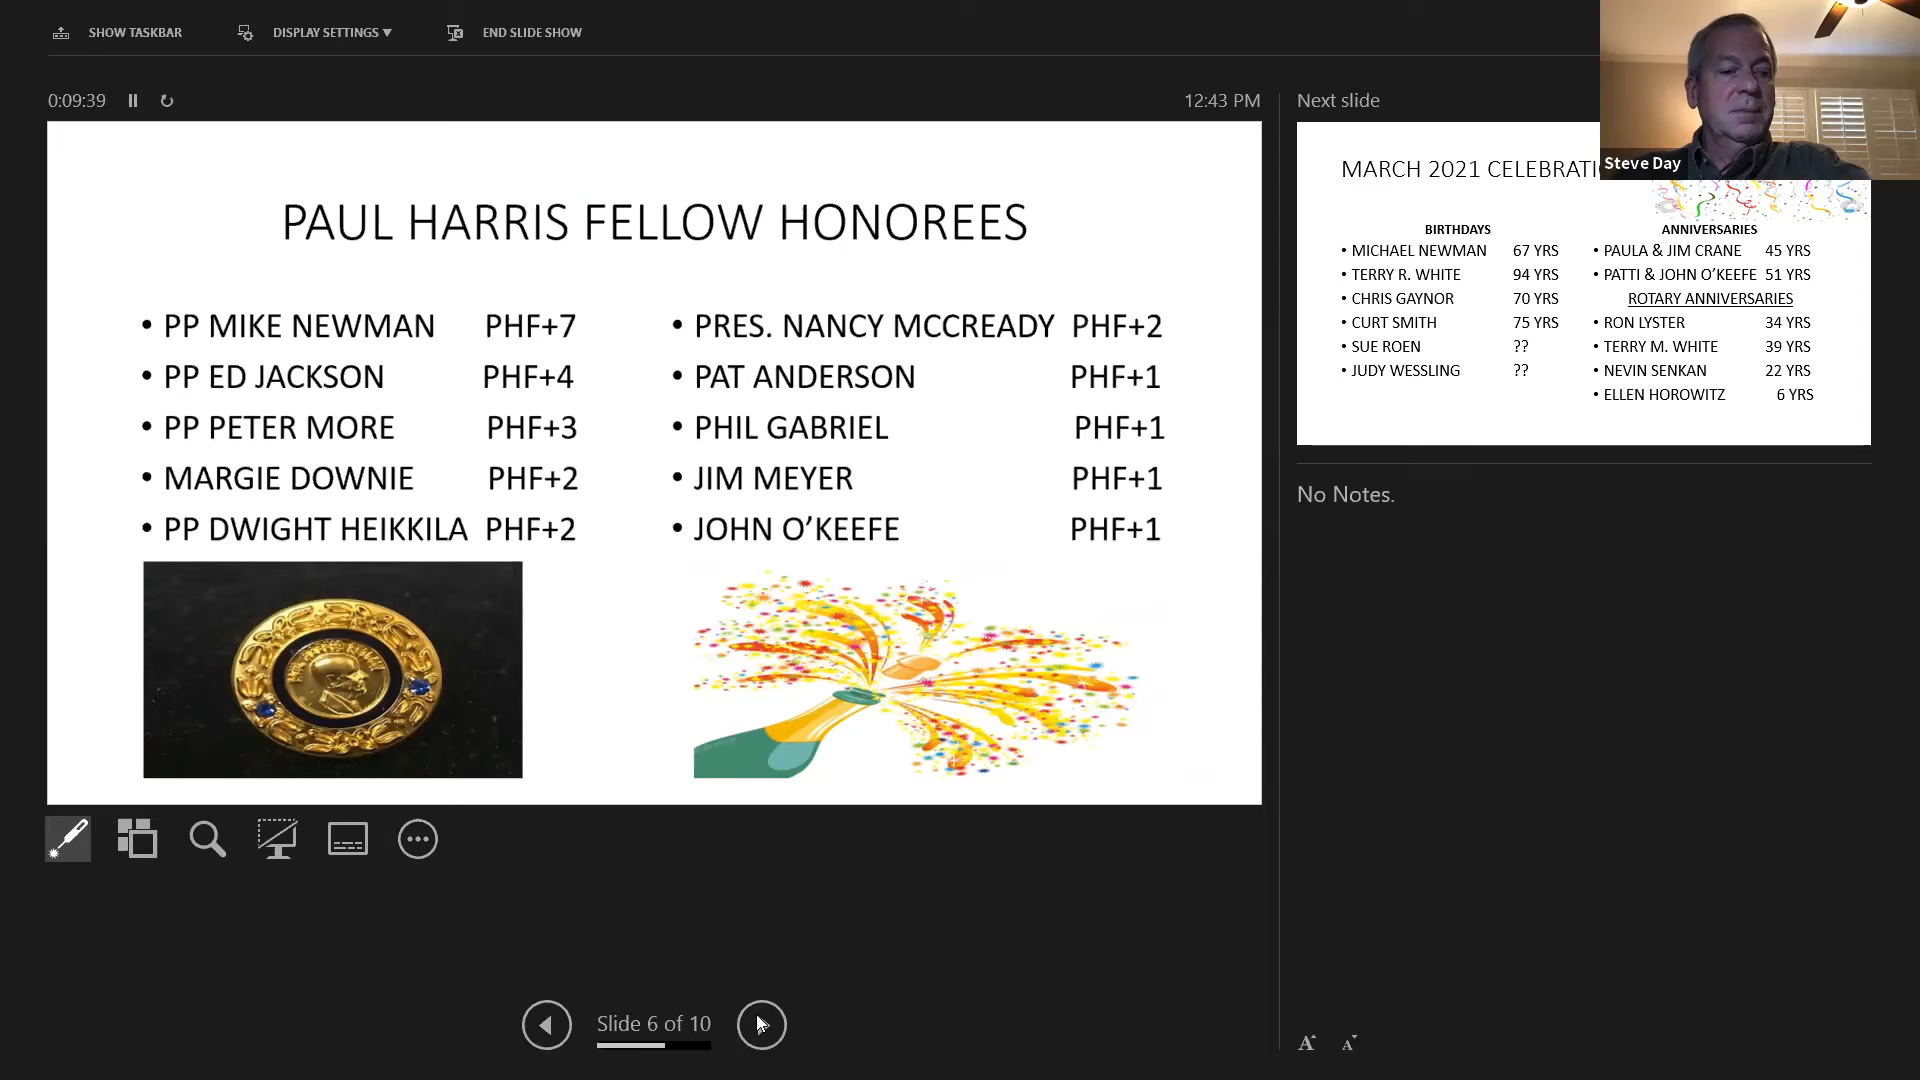 SHOW TASKBAR
DISPLAY SETTINGS
END SLIDE SHOW
0:09:39
12:43 PM
PAUL HARRIS FELLOW HONOREES
• PP MIKE NEWMAN PHF+7
• PP ED JACKSON PHF+4
• PP PETER MORE PHF+3
• MARGIE DOWNIE PHF+2
• PP DWIGHT HEIKKILA PHF+2
• PRES. NANCY MCCREADY PHF+2
• PAT ANDERSON PHF+1
• PHIL GABRIEL PHF+1
• JIM MEYER PHF+1
• JOHN O’KEEFE PHF+1
Slide 6 of 10
Next slide
Steve Day
MARCH 2021
BIRTHDAYS
• MICHAEL NEWMAN 67 YRS
• TERRY R. WHITE 94 YRS
• CHRIS GAYNOR 70 YRS
• CURT SMITH 75 YRS
• SUE ROEN ??
• JUDY WESSLING ??
ANNIVERSARIES
• PAULA & JIM CRANE 45 YRS
• PATTI & JOHN O’KEEFE 51 YRS
ROTARY ANNIVERSARIES
• RON LYSTER 34 YRS
• TERRY M. WHITE 39 YRS
• NEVIN SENKAN 22 YRS
• ELLEN HOROWITZ 6 YRS
No Notes.
A A